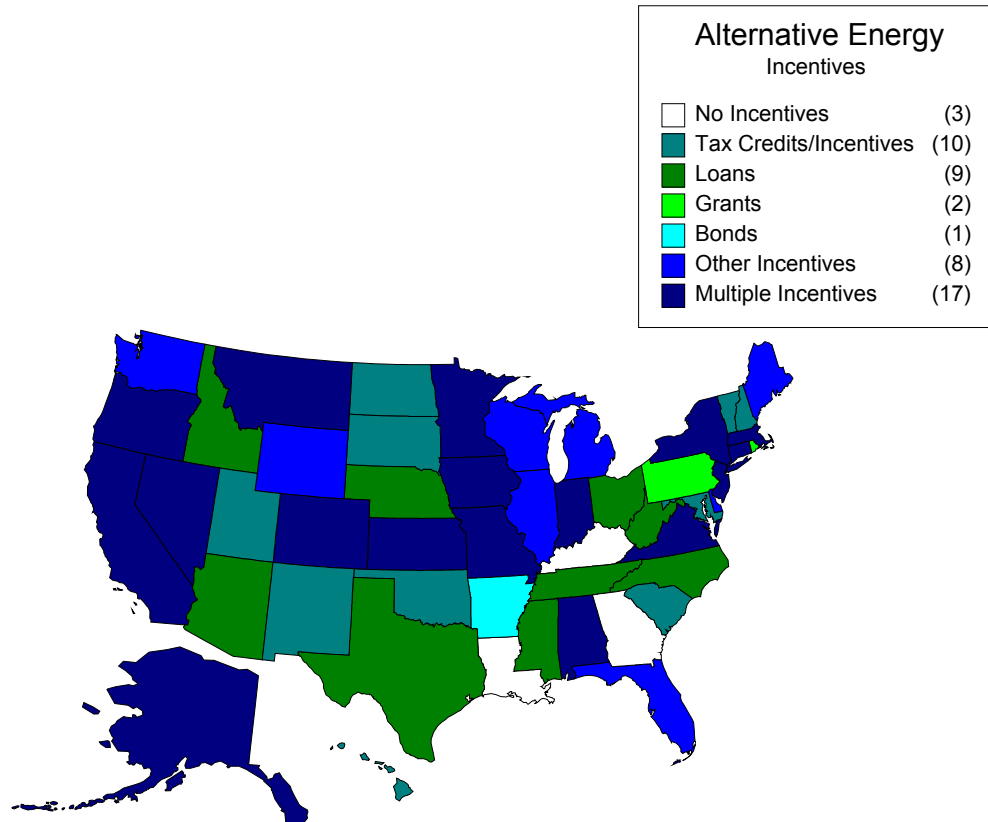 Alternative Energy
Incentives
No Incentives (3)
Tax Credits/Incentives (10)
Loans (9)
Grants (2)
Bonds (1)
Other Incentives (8)
Multiple Incentives (17)